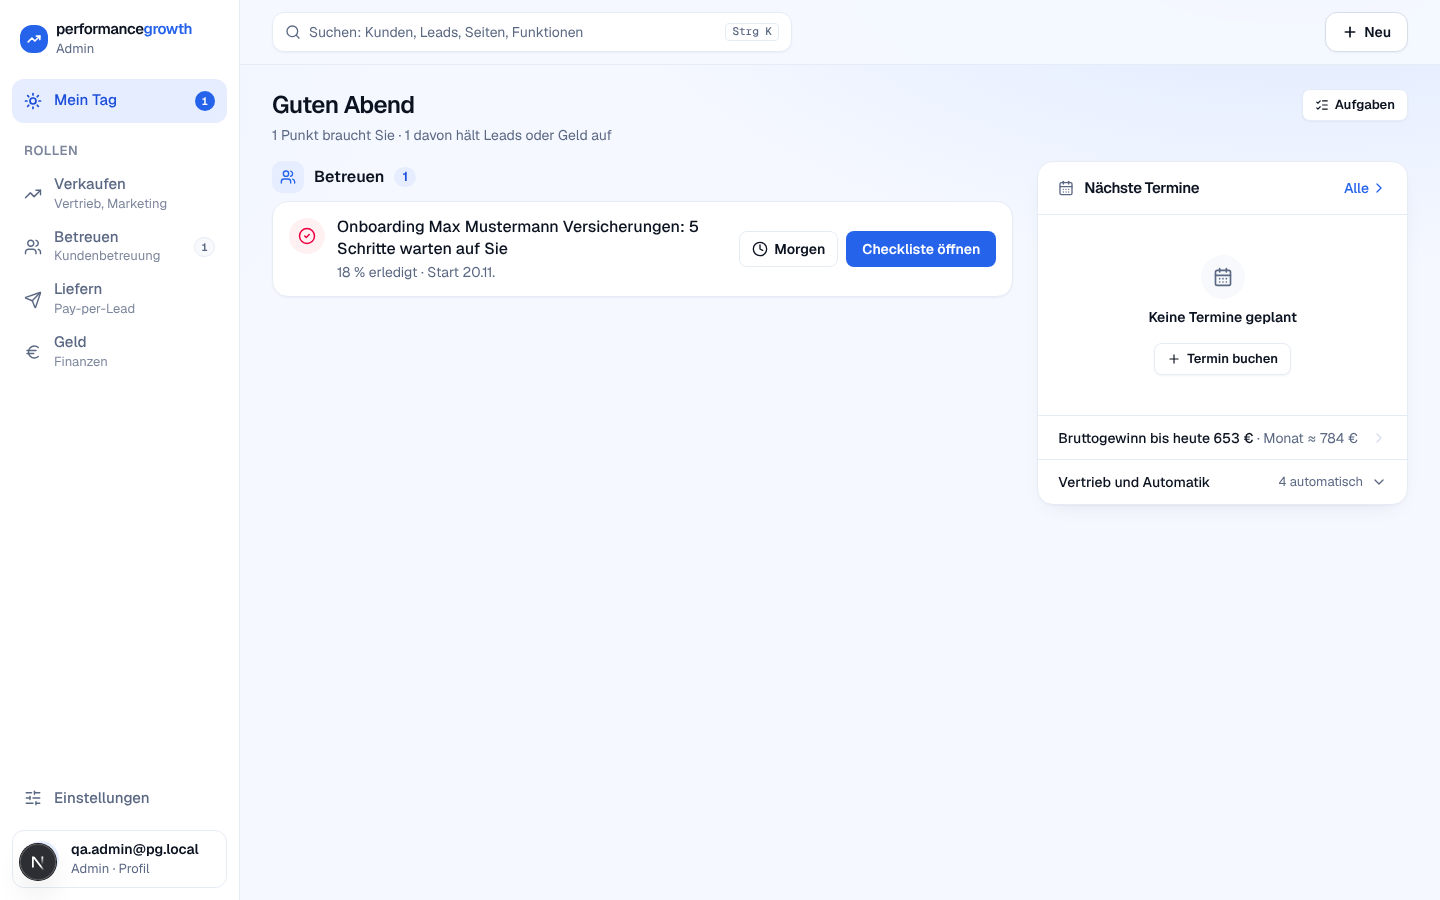 performancegrowth
Admin
Mein Tag
1
ROLLEN
Verkaufen
Vertrieb, Marketing
Betreuen
Kundenbetreuung
1
Liefern
Pay-per-Lead
Geld
Finanzen
Einstellungen
N
qa.admin@pg.local
Admin · Profil
Suchen: Kunden, Leads, Seiten, Funktionen
Strg K
Neu
Guten Abend
1 Punkt braucht Sie · 1 davon hält Leads oder Geld auf
Aufgaben
Betreuen
1
Onboarding Max Mustermann Versicherungen: 5
Schritte warten auf Sie
18 % erledigt · Start 20.11.
Morgen
Checkliste öffnen
Nächste Termine
Alle
Keine Termine geplant
Termin buchen
Bruttogewinn bis heute 653 € · Monat ≈ 784 €
Vertrieb und Automatik
4 automatisch